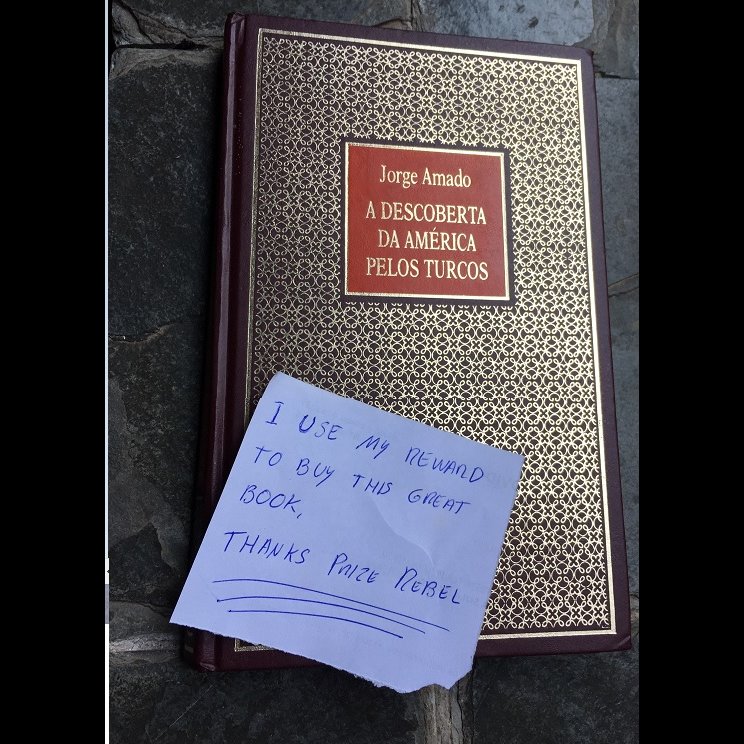 Jorge Amado
A DESCOBERTA
DA AMÉRICA
PELOS TURCOS
I USE MY REWARD
TO BUY THIS GREAT
BOOK,
THANKS PRIZE REBEL